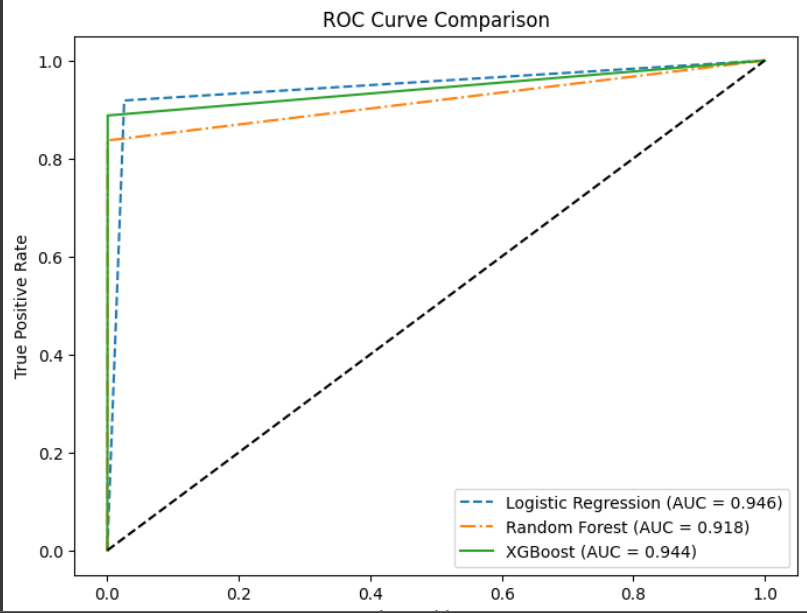 ROC Curve Comparison
1.0
0.8
0.6
0.4
0.2
0.0
True Positive Rate
Logistic Regression (AUC = 0.946)
Random Forest (AUC = 0.918)
XGBoost (AUC = 0.944)
0.0 0.2 0.4 0.6 0.8 1.0